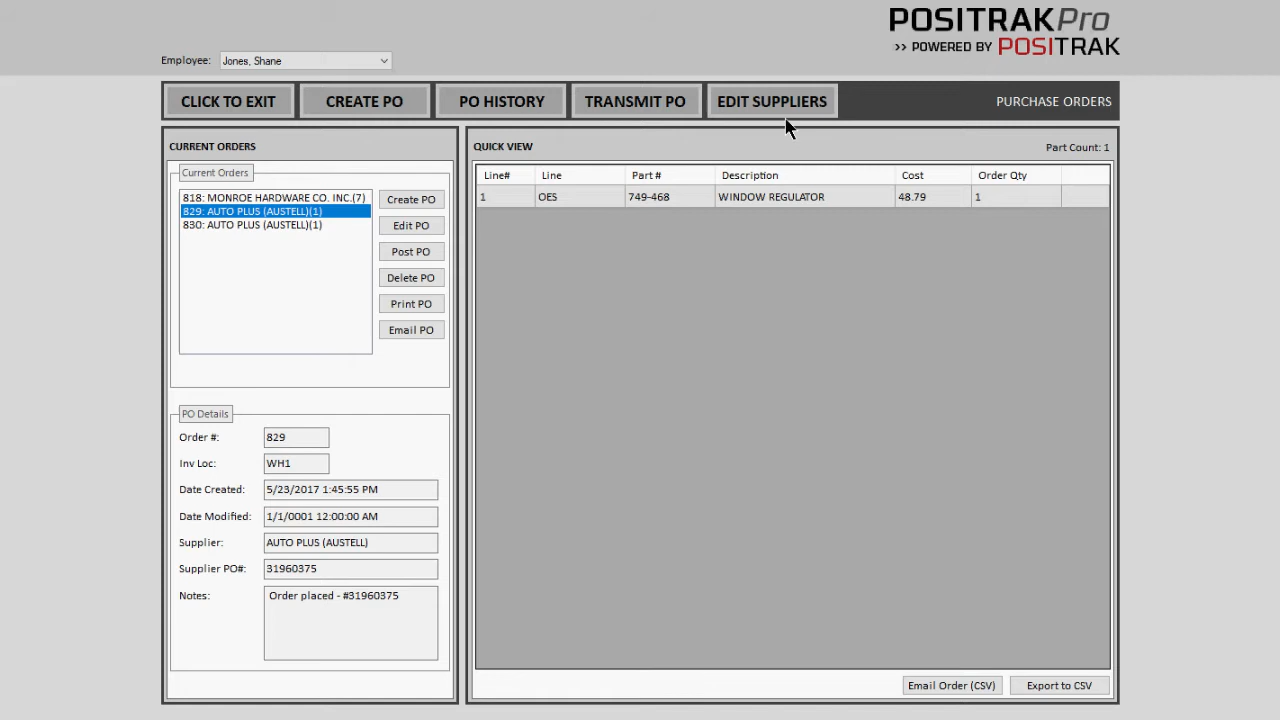 POSITRAKPro
>> POWERED BY POSITRAK
Employee: Jones, Shane
CLICK TO EXIT CREATE PO PO HISTORY TRANSMIT PO EDIT SUPPLIERS PURCHASE ORDERS
CURRENT ORDERS
Current Orders
818: MONROE HARDWARE CO. INC.(7)
829: AUTO PLUS (AUSTELL)(1)
830: AUTO PLUS (AUSTELL)(1)
Create PO
Edit PO
Post PO
Delete PO
Print PO
Email PO
PO Details
Order #: 829
Inv Loc: WH1
Date Created: 5/23/2017 1:45:55 PM
Date Modified: 1/1/0001 12:00:00 AM
Supplier: AUTO PLUS (AUSTELL)
Supplier PO#: 31960375
Notes: Order placed - #31960375
QUICK VIEW Part Count: 1
Line# Line Part # Description Cost Order Qty
1 OES 749-468 WINDOW REGULATOR 48.79 1
Email Order (CSV) Export to CSV